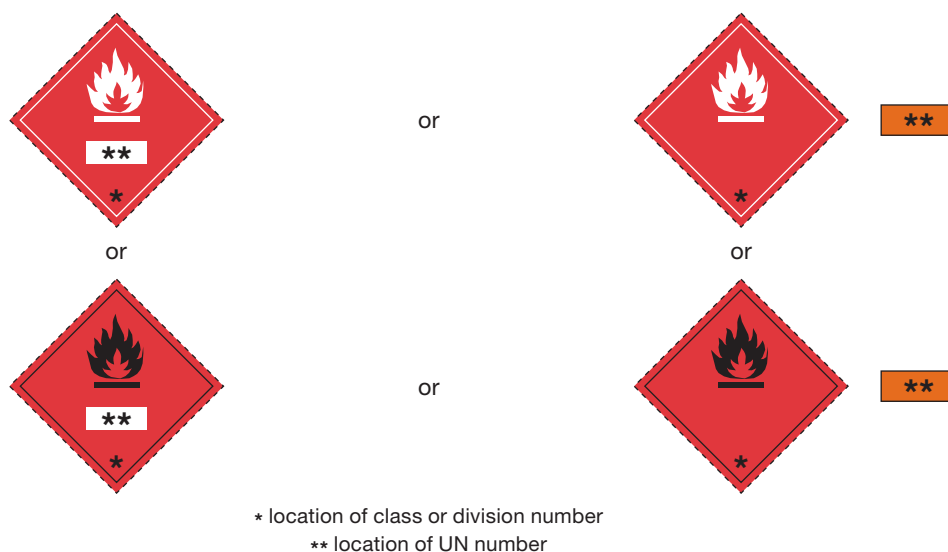 **
*
or
*
**
or
or
**
*
or
*
**
* location of class or division number
** location of UN number